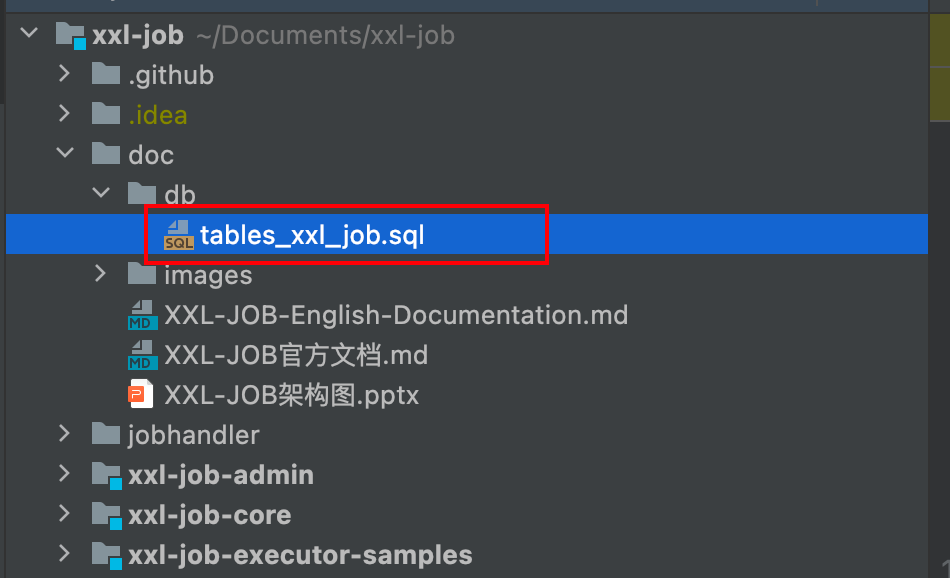 xxl-job ~/Documents/xxl-job
.github
.idea
doc
db
SQL tables_xxl_job.sql
images
MD XXL-JOB-English-Documentation.md
MD XXL-JOB官方文档.md
P XXL-JOB架构图.pptx
jobhandler
xxl-job-admin
xxl-job-core
xxl-job-executor-samples